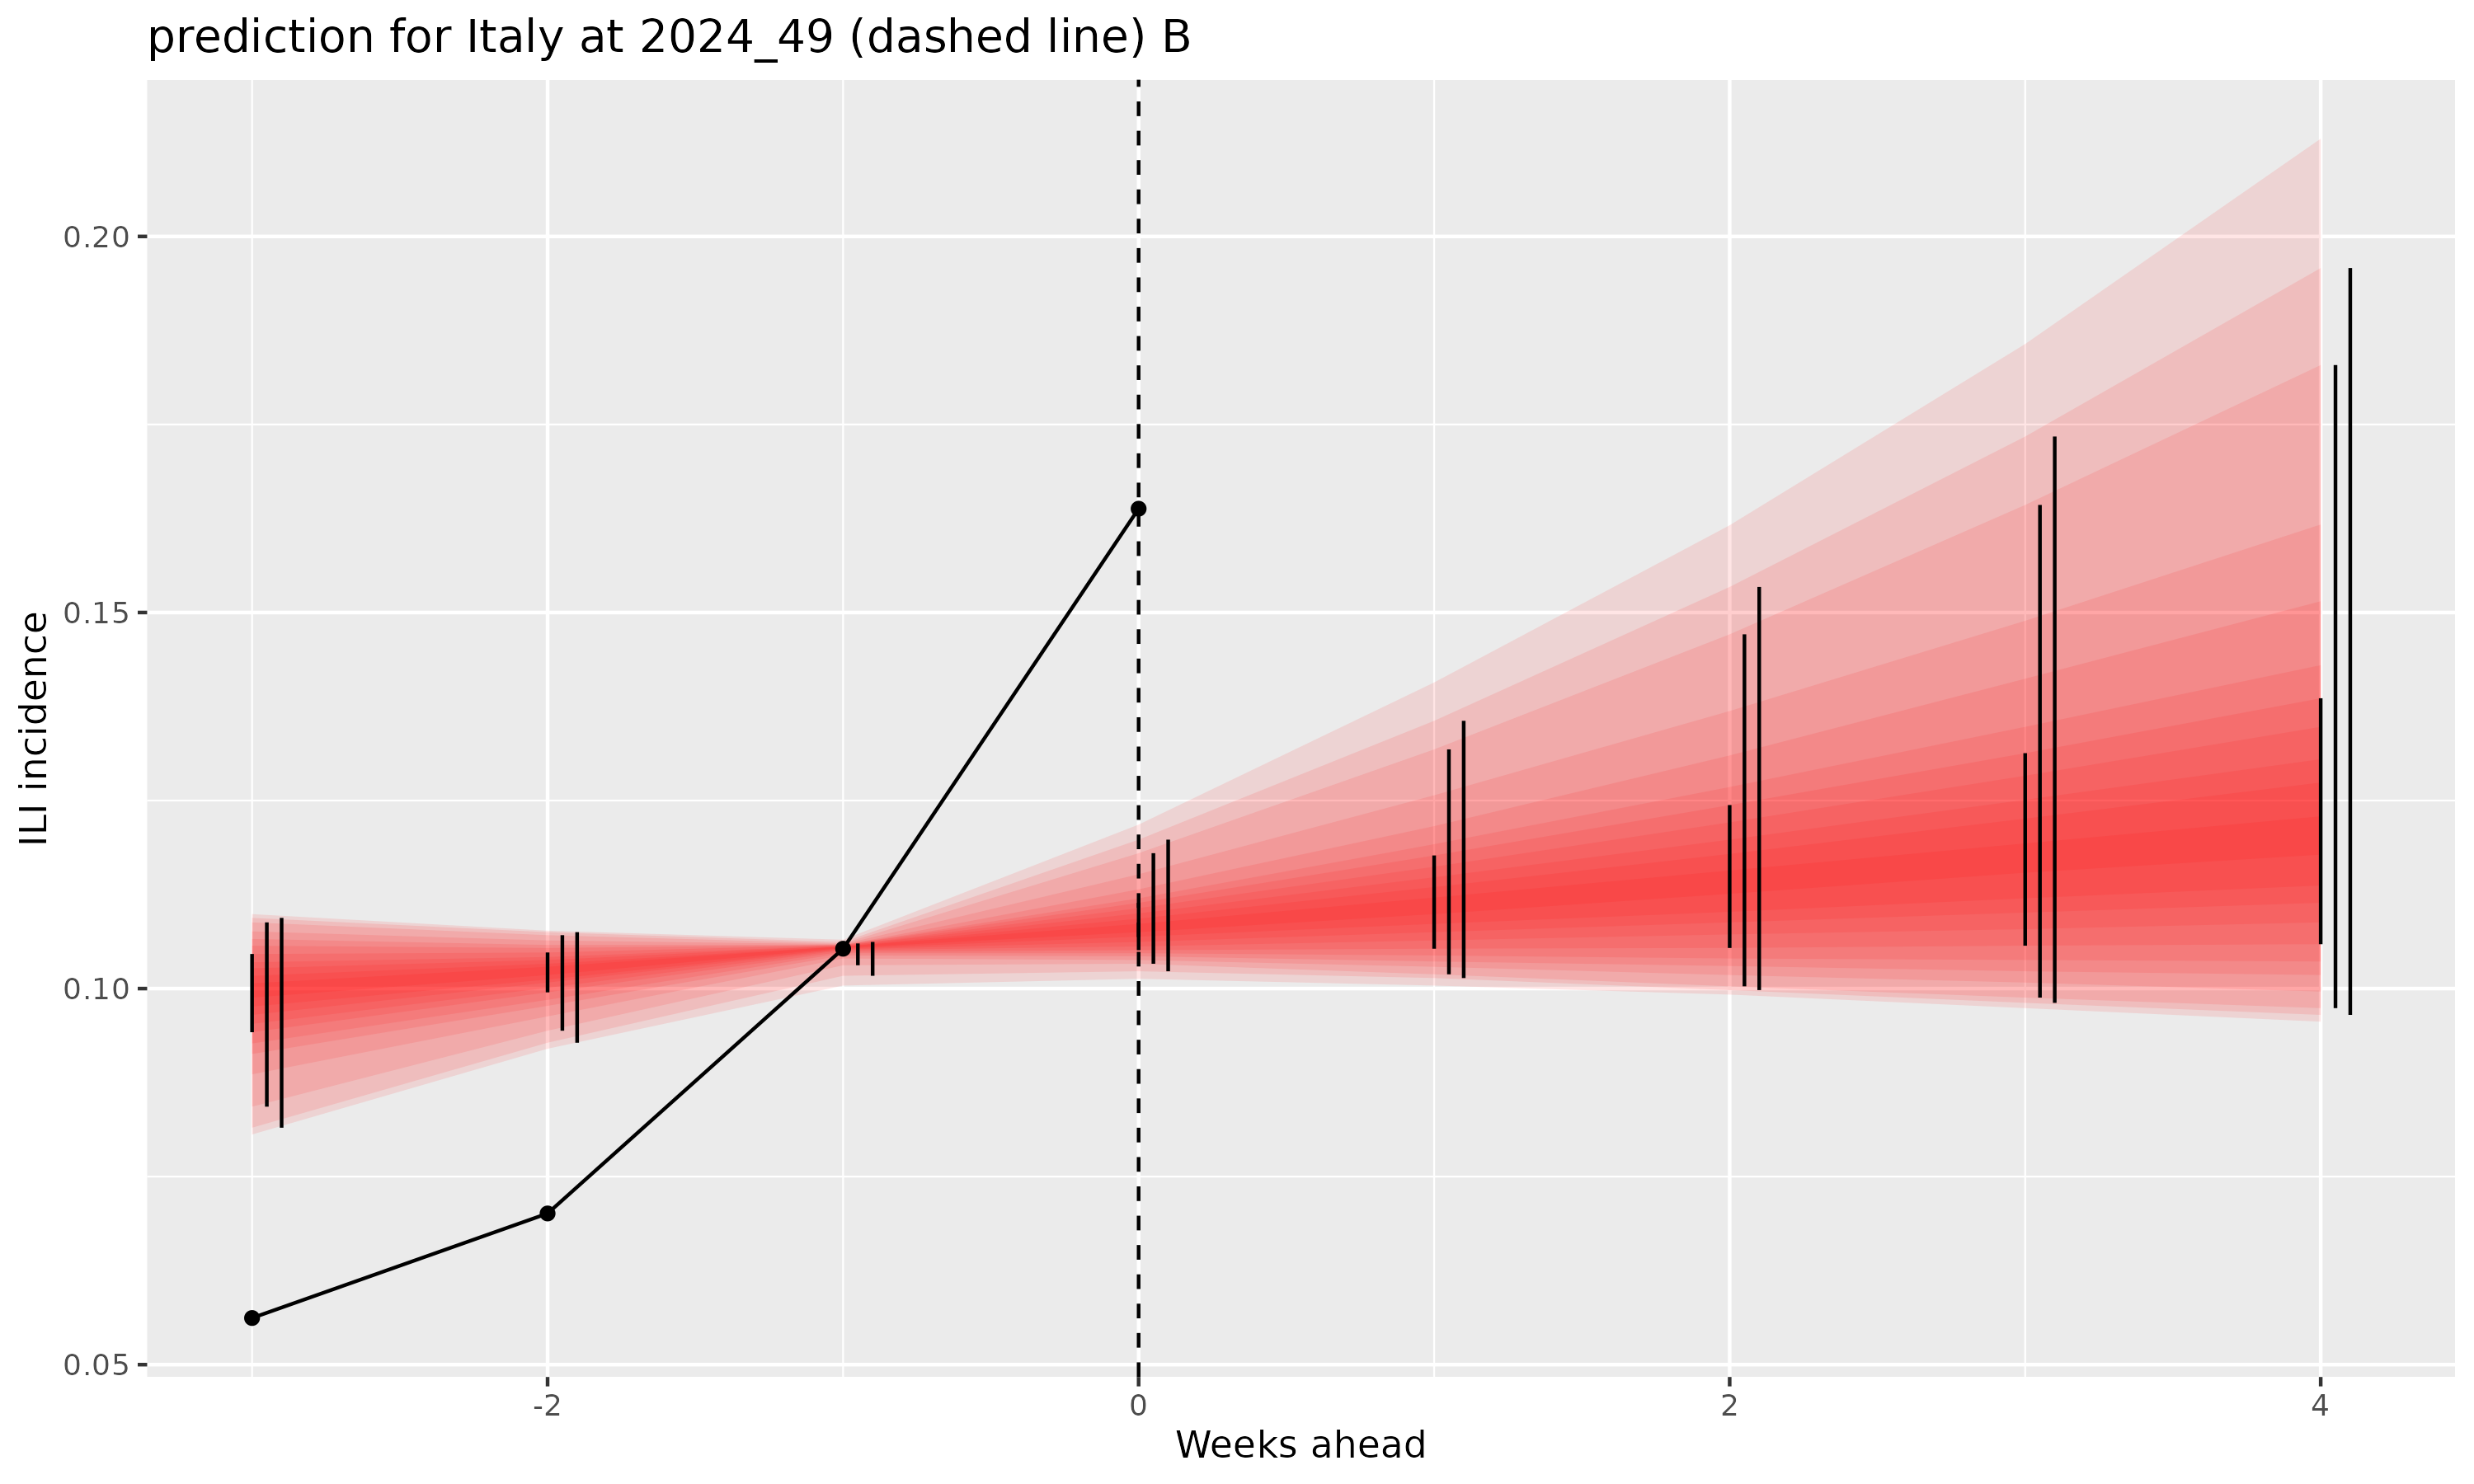 prediction for Italy at 2024_49 (dashed line) B
ILI incidence
0.20
0.15
0.10
0.05
-2
0
2
4
Weeks ahead